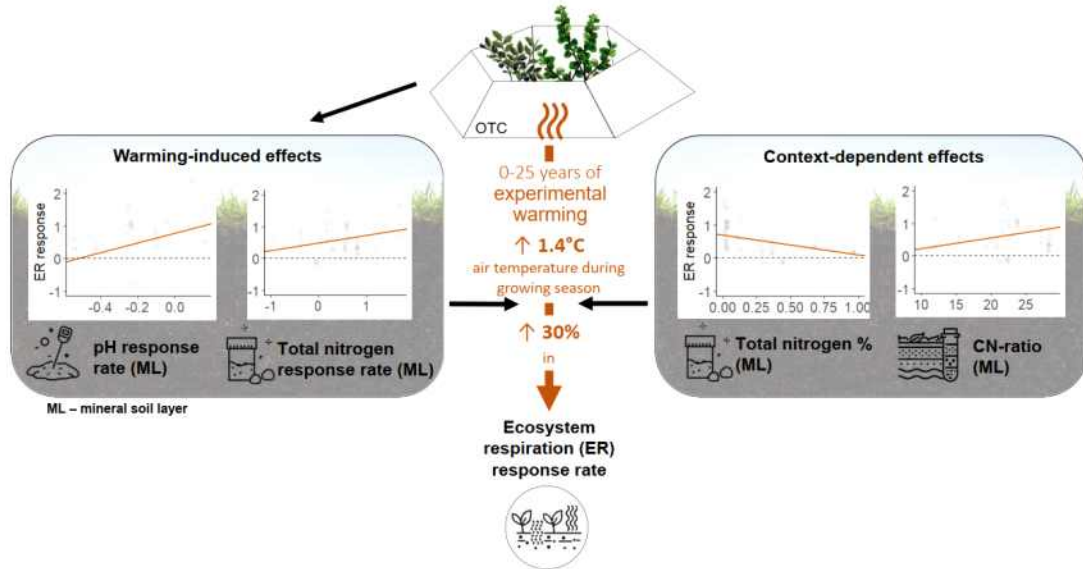 OTC
Warming-induced effects
2
1
0
-1
ER response
-0.4
-0.2
0.0
2
1
0
-1
-1
0
1
pH response
rate (ML)
Total nitrogen
response rate (ML)
ML – mineral soil layer
0-25 years of
experimental
warming
↑ 1.4°C
air temperature during
growing season
↑ 30%
in
Ecosystem
respiration (ER)
response rate
Context-dependent effects
2
1
0
-1
ER response
0.00
0.25
0.50
0.75
1.00
2
1
0
-1
10
15
20
25
Total nitrogen %
(ML)
CN-ratio
(ML)